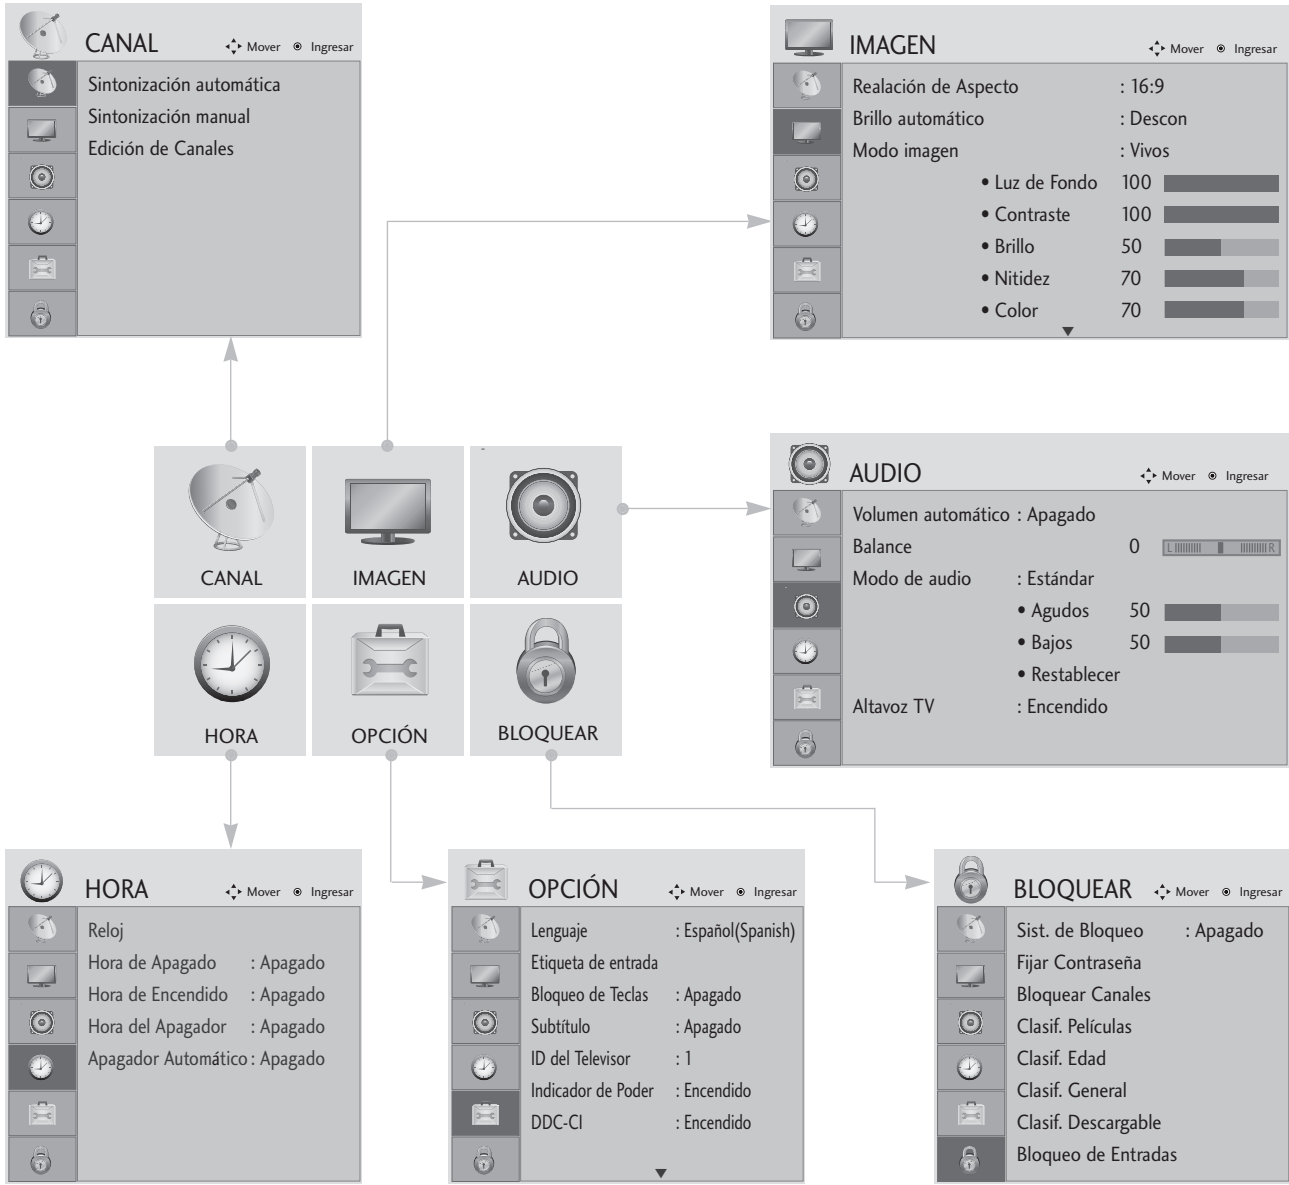 CANAL Mover Ingresar
Sintonización automática
Sintonización manual
Edición de Canales
IMAGEN Mover Ingresar
Realación de Aspecto : 16:9
Brillo automático : Descon
Modo imagen : Vivos
• Luz de Fondo 100
• Contraste 100
• Brillo 50
• Nitidez 70
• Color 70
CANAL
IMAGEN
AUDIO
HORA
OPCIÓN
BLOQUEAR
AUDIO Mover Ingresar
Volumen automático : Apagado
Balance 0 L R
Modo de audio : Estándar
• Agudos 50
• Bajos 50
• Restablecer
Altavoz TV : Encendido
HORA Mover Ingresar
Reloj
Hora de Apagado : Apagado
Hora de Encendido : Apagado
Hora del Apagador : Apagado
Apagador Automático : Apagado
OPCIÓN Mover Ingresar
Lenguaje : Español(Spanish)
Etiqueta de entrada
Bloqueo de Teclas : Apagado
Subtítulo : Apagado
ID del Televisor : 1
Indicador de Poder : Encendido
DDC-CI : Encendido
BLOQUEAR Mover Ingresar
Sist. de Bloqueo : Apagado
Fijar Contraseña
Bloquear Canales
Clasif. Películas
Clasif. Edad
Clasif. General
Clasif. Descargable
Bloqueo de Entradas